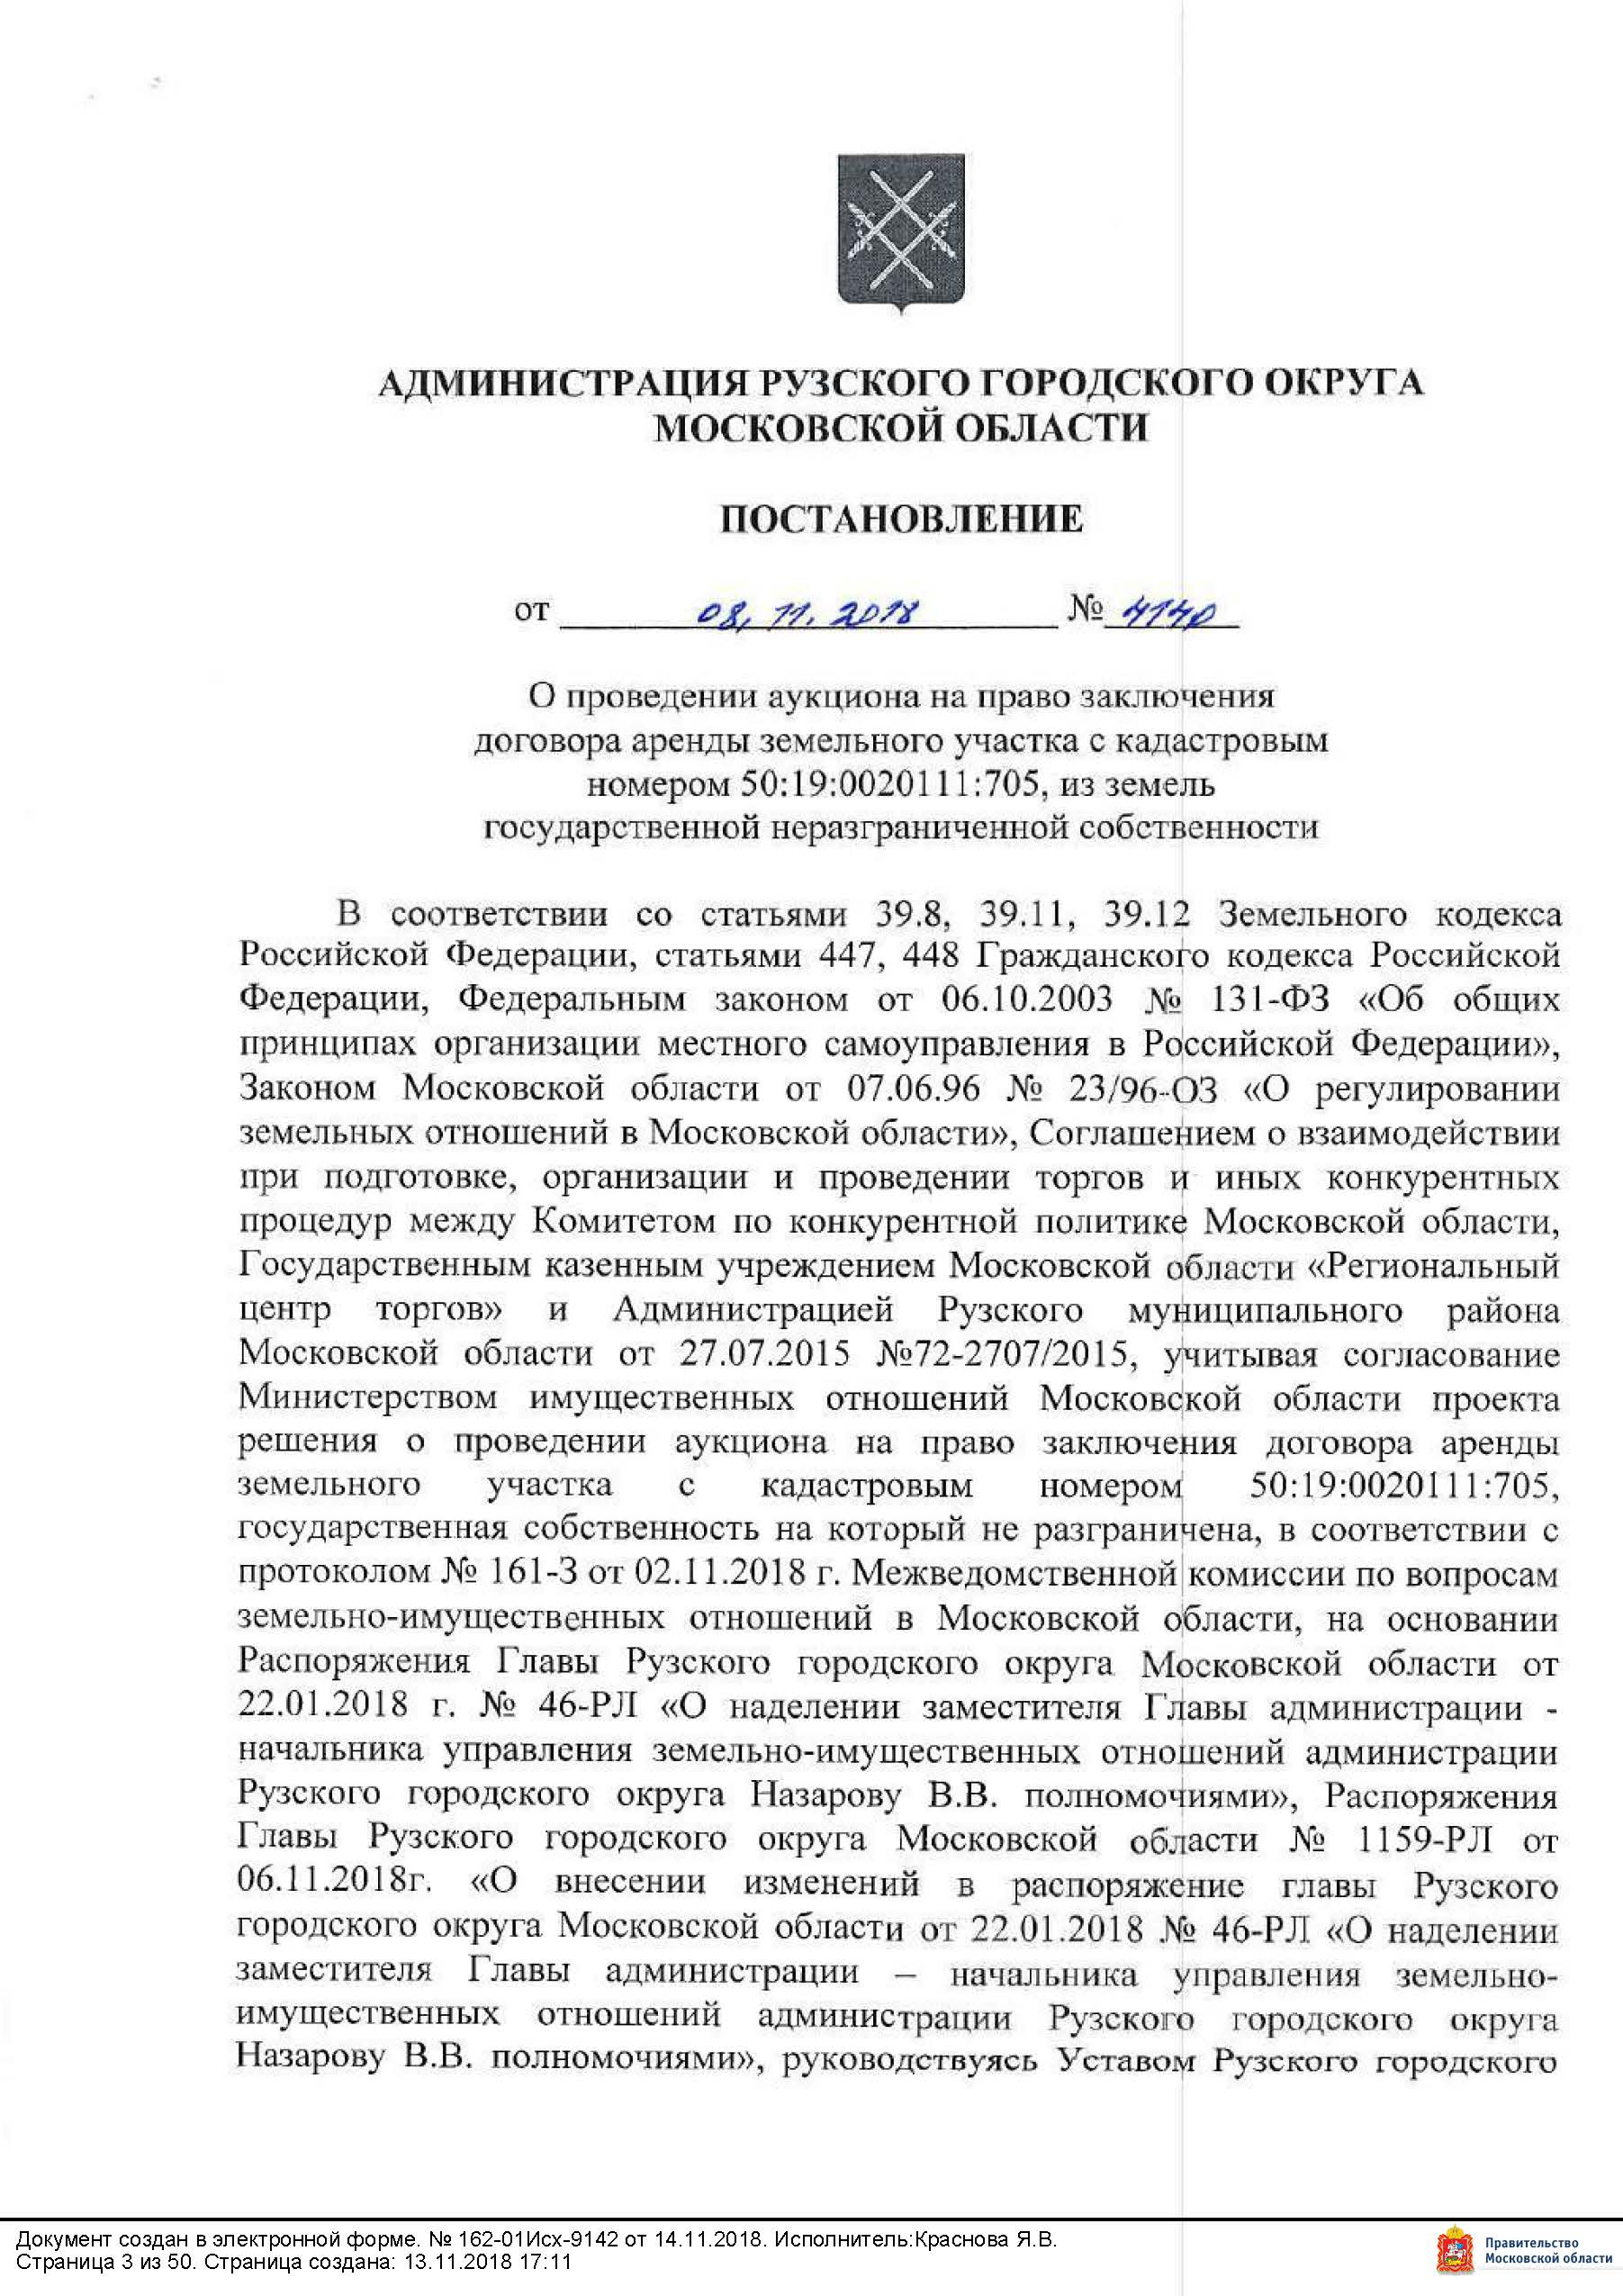 АДМИНИСТРАЦИЯ РУЗСКОГО ГОРОДСКОГО ОКРУГА
МОСКОВСКОЙ ОБЛАСТИ
ПОСТАНОВЛЕНИЕ
от 08.11.2018 № 4140
О проведении аукциона на право заключения
договора аренды земельного участка с кадастровым
номером 50:19:0020111:705, из земель
государственной неразграниченной собственности
В соответствии со статьями 39.8, 39.11, 39.12 Земельного кодекса
Российской Федерации, статьями 447, 448 Гражданского кодекса Российской
Федерации, Федеральным законом от 06.10.2003 № 131-ФЗ «Об общих
принципах организации местного самоуправления в Российской Федерации»,
Законом Московской области от 07.06.96 № 23/96-ОЗ «О регулировании
земельных отношений в Московской области», Соглашением о взаимодействии
при подготовке, организации и проведении торгов и иных конкурентных
процедур между Комитетом по конкурентной политике Московской области,
Государственным казенным учреждением Московской области «Региональный
центр торгов» и Администрацией Рузского муниципального района
Московской области от 27.07.2015 №72-2707/2015, учитывая согласование
Министерством имущественных отношений Московской области проекта
решения о проведении аукциона на право заключения договора аренды
земельного участка с кадастровым номером 50:19:0020111:705,
государственная собственность на который не разграничена, в соответствии с
протоколом № 161-З от 02.11.2018 г. Межведомственной комиссии по вопросам
земельно-имущественных отношений в Московской области, на основании
Распоряжения Главы Рузского городского округа Московской области от
22.01.2018 г. № 46-РЛ «О наделении заместителя Главы администрации -
начальника управления земельно-имущественных отношений администрации
Рузского городского округа Назарову В.В. полномочиями», Распоряжения
Главы Рузского городского округа Московской области № 1159-РЛ от
06.11.2018г. «О внесении изменений в распоряжение главы Рузского
городского округа Московской области от 22.01.2018 № 46-РЛ «О наделении
заместителя Главы администрации – начальника управления земельно-
имущественных отношений администрации Рузского городского округа
Назарову В.В. полномочиями», руководствуясь Уставом Рузского городского
Документ создан в электронной форме. № 162-01Исх-9142 от 14.11.2018. Исполнитель:Краснова Я.В.
Страница 3 из 50. Страница создана: 13.11.2018 17:11
Правительство
Московской области